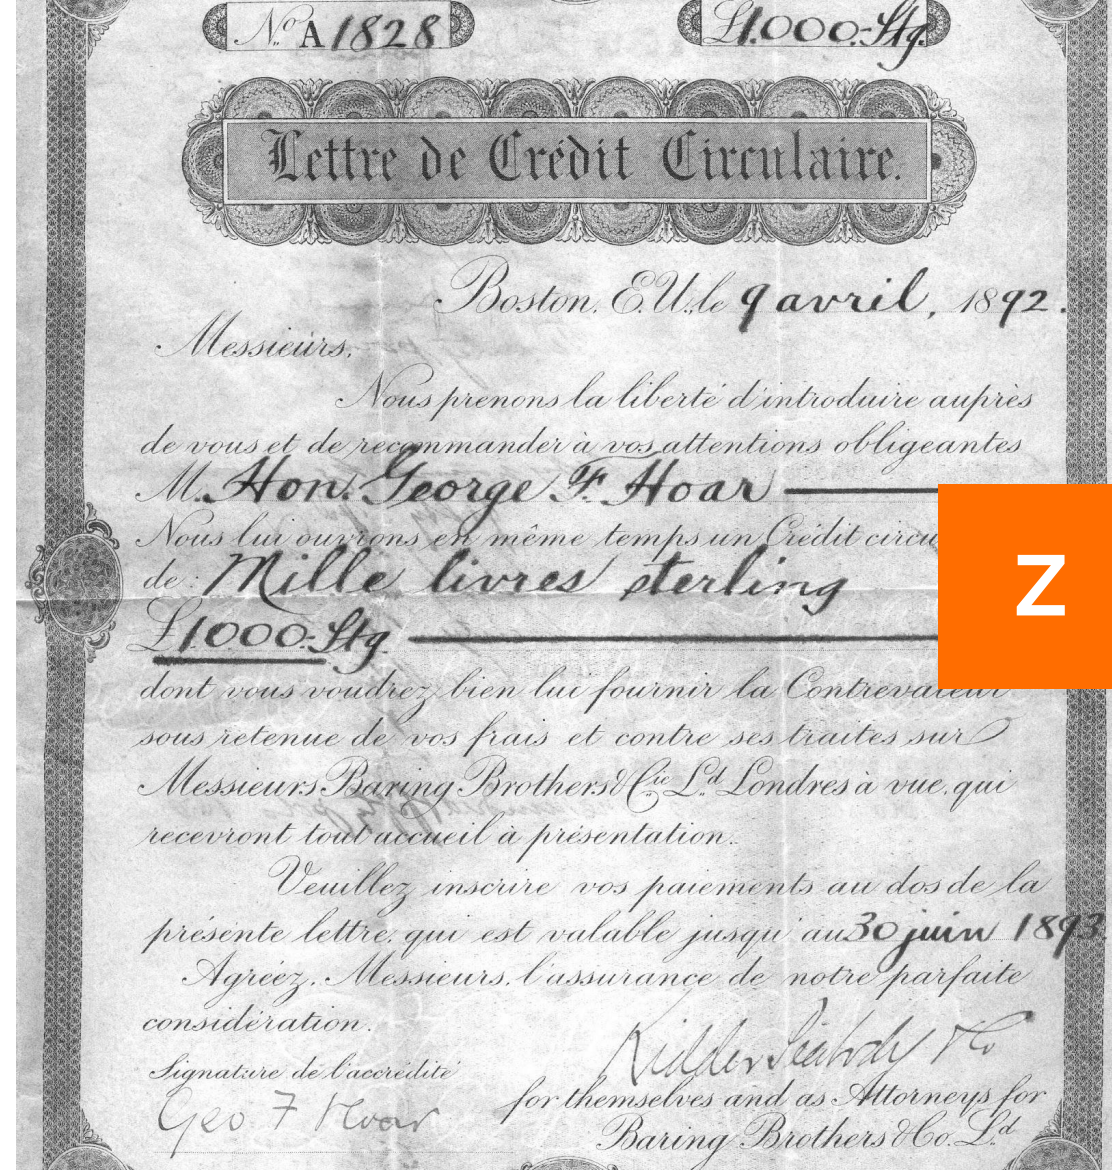 No. A 1828
£1.000.-Stg.
Lettre de Crédit Circulaire.
Boston, E.U. le 9 avril, 1892.
Messieurs,
Nous prenons la liberté d'introduire auprès
de vous et de recommander à vos attentions obligeantes
M. Hon. George F. Hoar
Nous lui ouvrons en même temps un Crédit
de : Mille livres sterling
£1000.-Stg
Z
dont vous voudrez bien lui fournir la Contrevaleur
sous retenue de vos frais et contre ses traites sur
Messieurs Baring Brothers & Cie Ld. Londres à vue, qui
recevront tout accueil à présentation.
Veuillez inscrire vos paiements au dos de la
présente lettre, qui est valable jusqu'au 30 juin 1893
Agréez, Messieurs, l'assurance de notre parfaite
considération.
Kidder Peabody & Co
Signature de l'accrédité
Geo F Hoar
for themselves and as Attorneys for
Baring Brothers & Co. Ld.